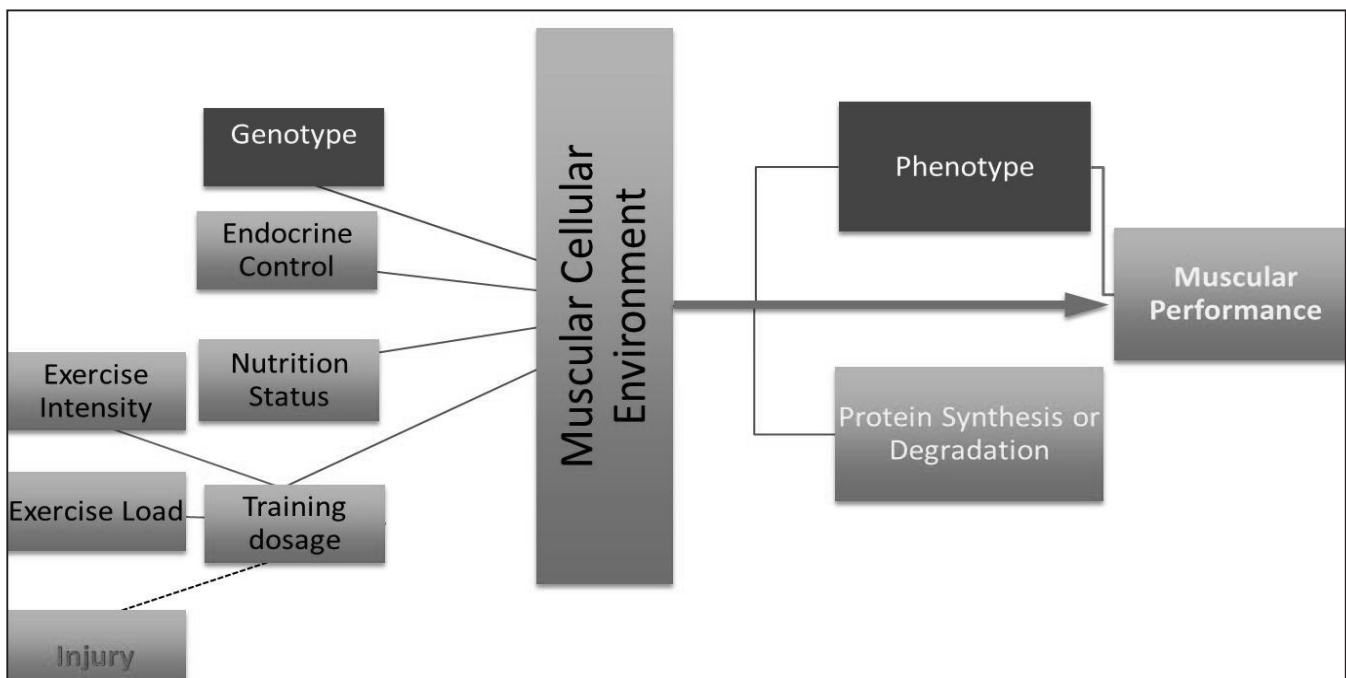 Genotype
Endocrine
Control
Nutrition
Status
Exercise
Intensity
Exercise Load
Training
dosage
Injury
Muscular Cellular
Environment
Phenotype
Protein Synthesis or
Degradation
Muscular
Performance